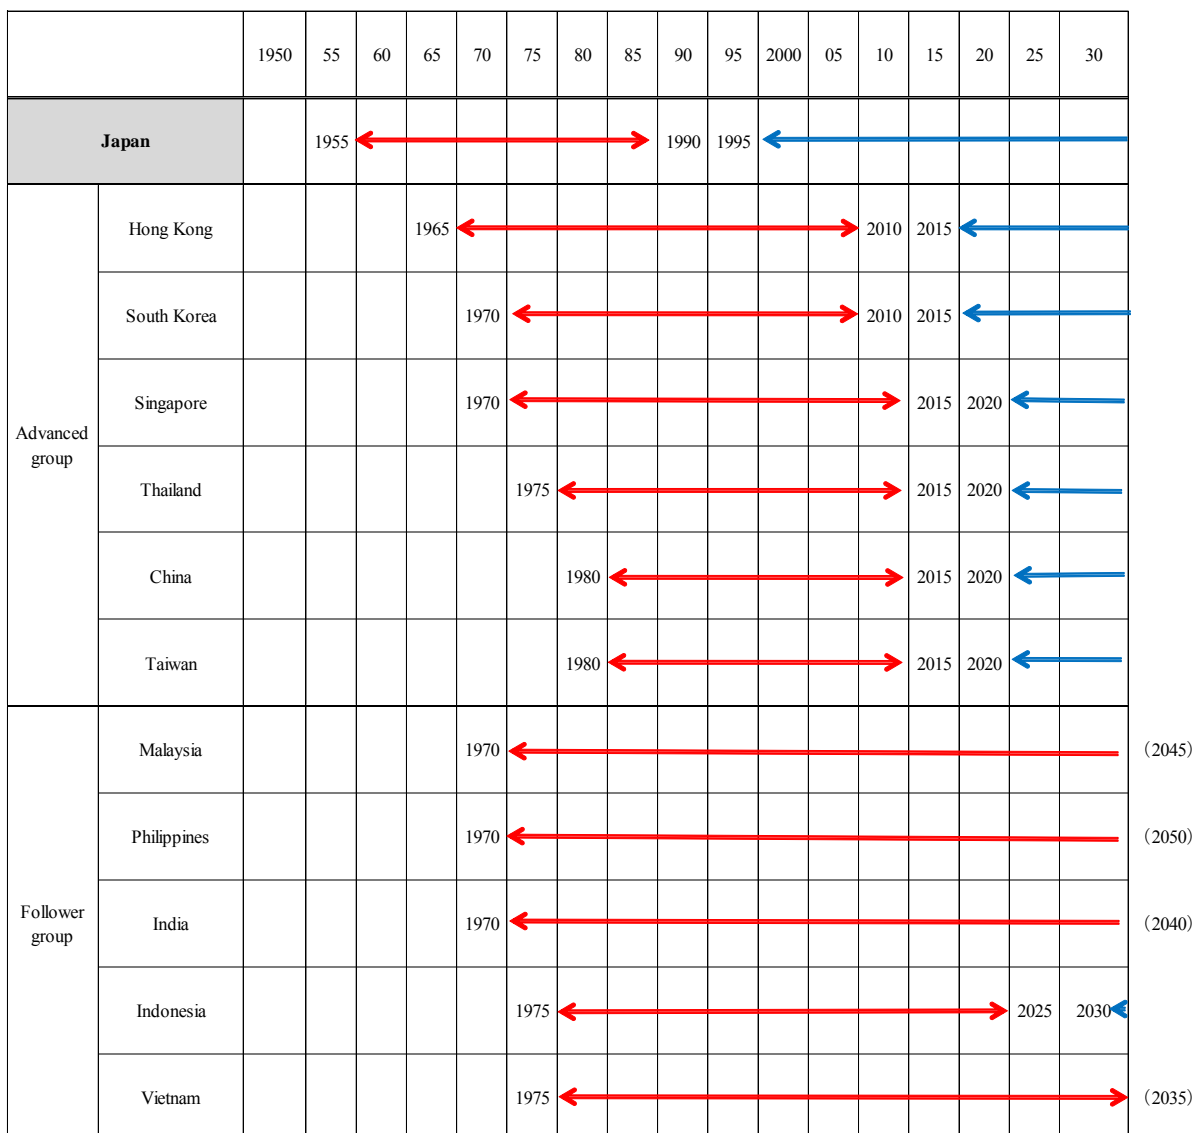 1950 55 60 65 70 75 80 85 90 95 2000 05 10 15 20 25 30
Japan 1955 1990 1995
Advanced group
Hong Kong 1965 2010 2015
South Korea 1970 2010 2015
Singapore 1970 2015 2020
Thailand 1975 2015 2020
China 1980 2015 2020
Taiwan 1980 2015 2020
Follower group
Malaysia 1970 (2045)
Philippines 1970 (2050)
India 1970 (2040)
Indonesia 1975 2025 2030
Vietnam 1975 (2035)